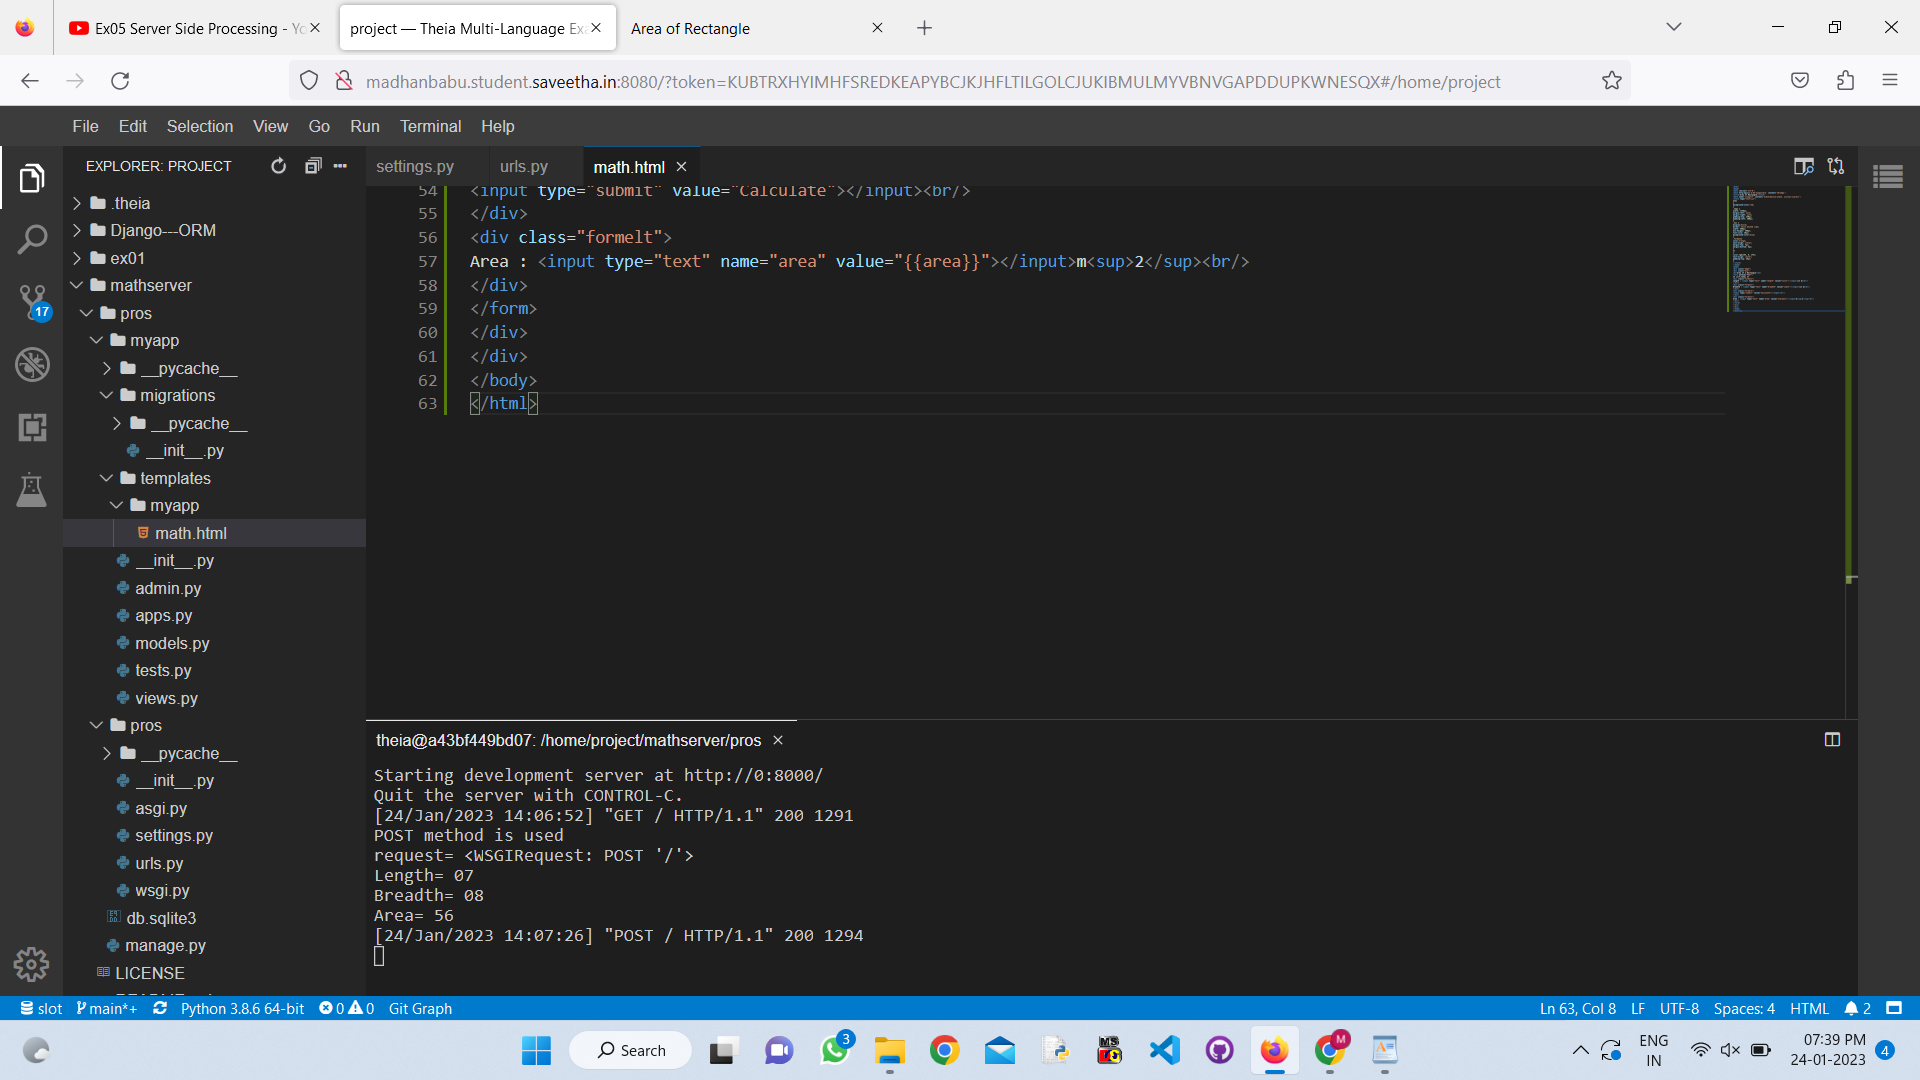 Ex05 Server Side Processing - Yo
project — Theia Multi-Language Exa
Area of Rectangle
madhanbabu.student.saveetha.in:8080/?token=KUBTRXHYIMHFSREDKEAPYBCJKJHFLTILGOLCJUKIBMULMYVBNVGAPDDUPKWNESQX#/home/project
File Edit Selection View Go Run Terminal Help
EXPLORER: PROJECT
settings.py
urls.py
math.html
.theia
Django---ORM
ex01
mathserver
pros
myapp
__pycache__
migrations
__pycache__
__init__.py
templates
myapp
math.html
__init__.py
admin.py
apps.py
models.py
tests.py
views.py
pros
__pycache__
__init__.py
asgi.py
settings.py
urls.py
wsgi.py
db.sqlite3
manage.py
LICENSE
17
54 <input type="submit" value="Calculate"></input><br/>
55 </div>
56 <div class="formelt">
57 Area : <input type="text" name="area" value="{{area}}"></input>m<sup>2</sup><br/>
58 </div>
59 </form>
60 </div>
61 </div>
62 </body>
63 </html>
theia@a43bf449bd07: /home/project/mathserver/pros
Starting development server at http://0:8000/
Quit the server with CONTROL-C.
[24/Jan/2023 14:06:52] "GET / HTTP/1.1" 200 1291
POST method is used
request= <WSGIRequest: POST '/'>
Length= 07
Breadth= 08
Area= 56
[24/Jan/2023 14:07:26] "POST / HTTP/1.1" 200 1294
slot main*+ Python 3.8.6 64-bit 0 0 Git Graph
Ln 63, Col 8 LF UTF-8 Spaces: 4 HTML 2
Search
3
MS
M
ENG
IN
07:39 PM
24-01-2023
4